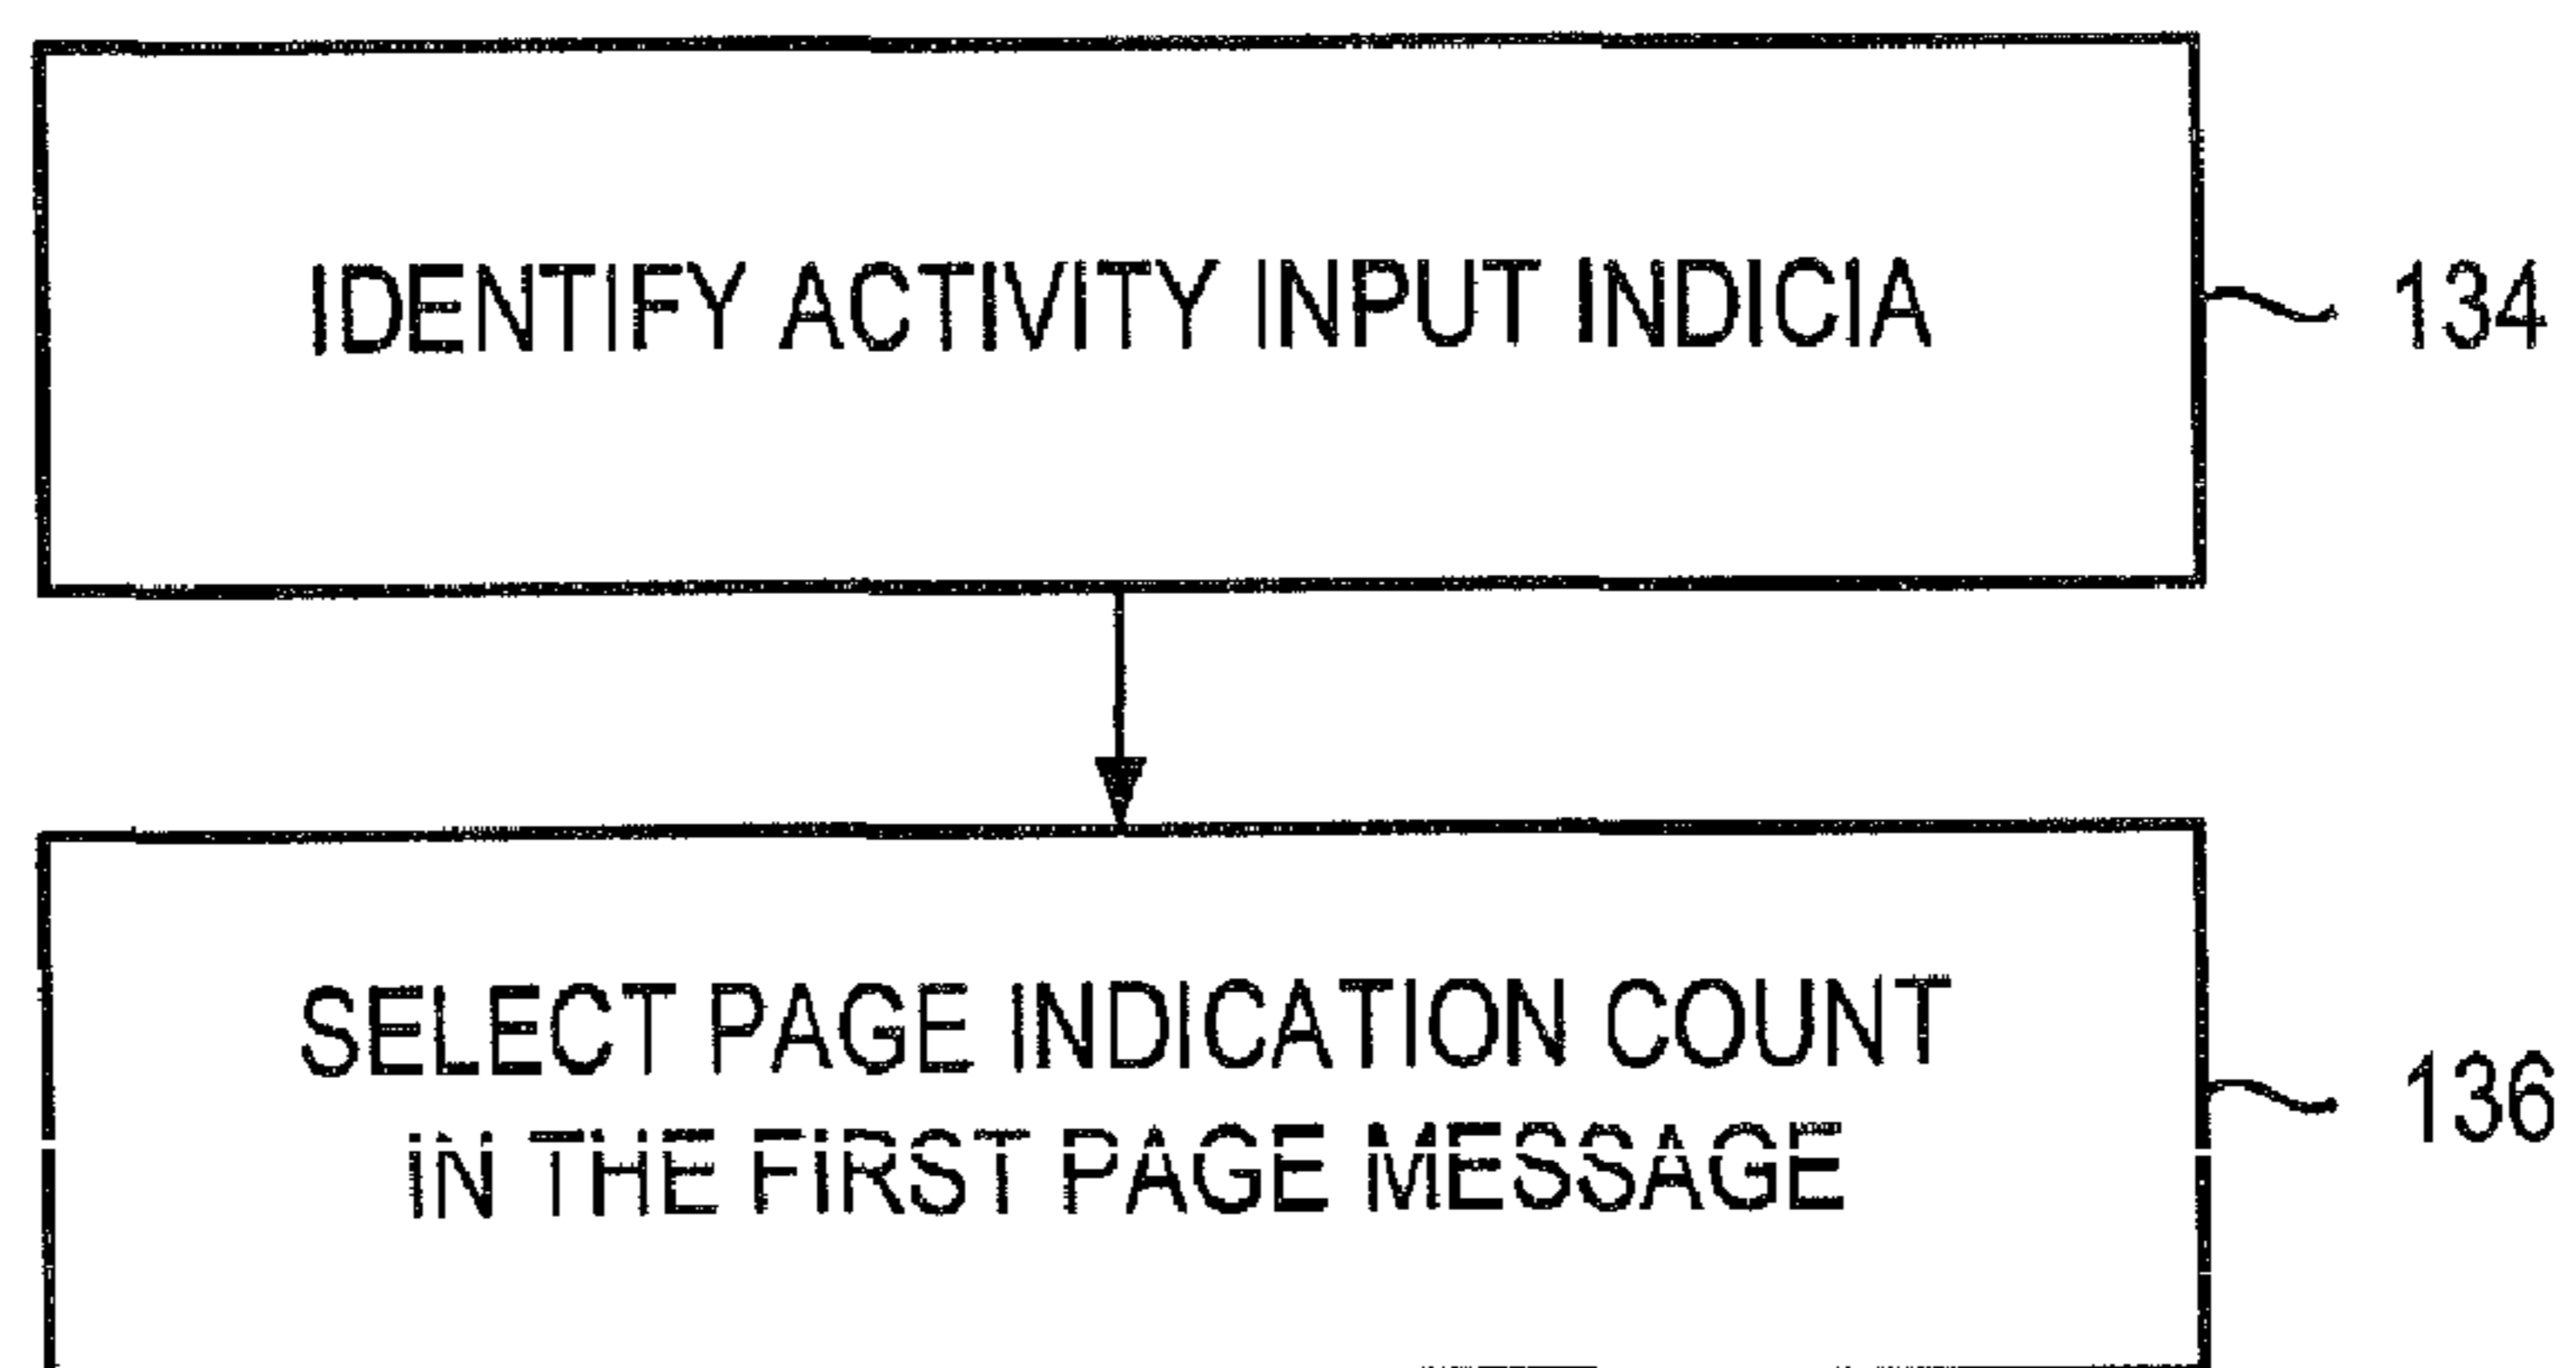 IDENTIFY ACTIVITY INPUT INDICIA
134
SELECT PAGE INDICATION COUNT
IN THE FIRST PAGE MESSAGE
136